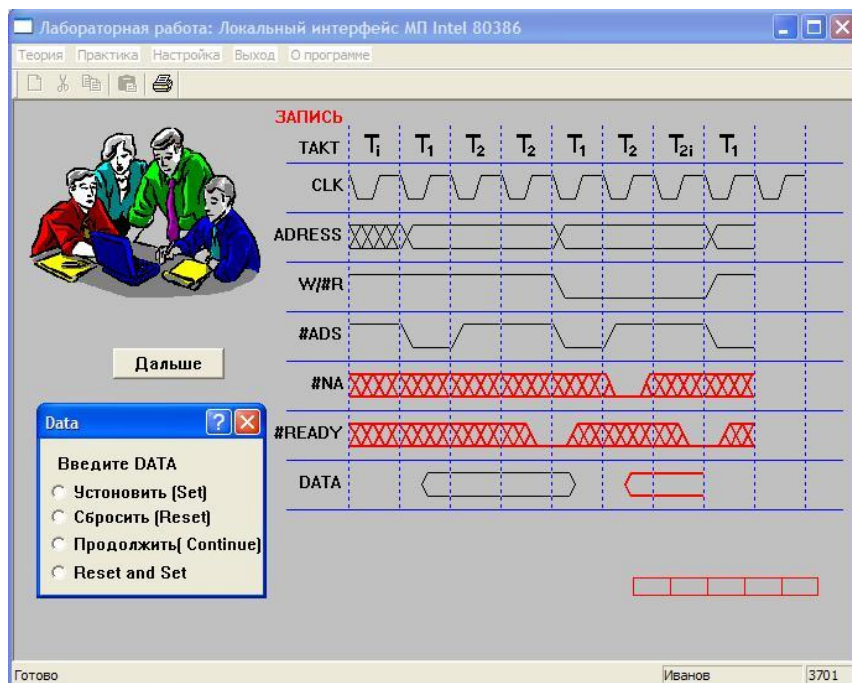 Лабораторная работа: Локальный интерфейс МП Intel 80386
Теория Практика Настройка Выход О программе
ЗАПИСЬ
ТАКТ Ti T1 T2 T2 T1 T2 T2i T1
CLK
ADRESS
W/#R
#ADS
Дальше
#NA
Data
#READY
Введите DATA
DATA
Устоновить (Set)
Сбросить (Reset)
Продолжить( Continue)
Reset and Set
Готово Иванов 3701